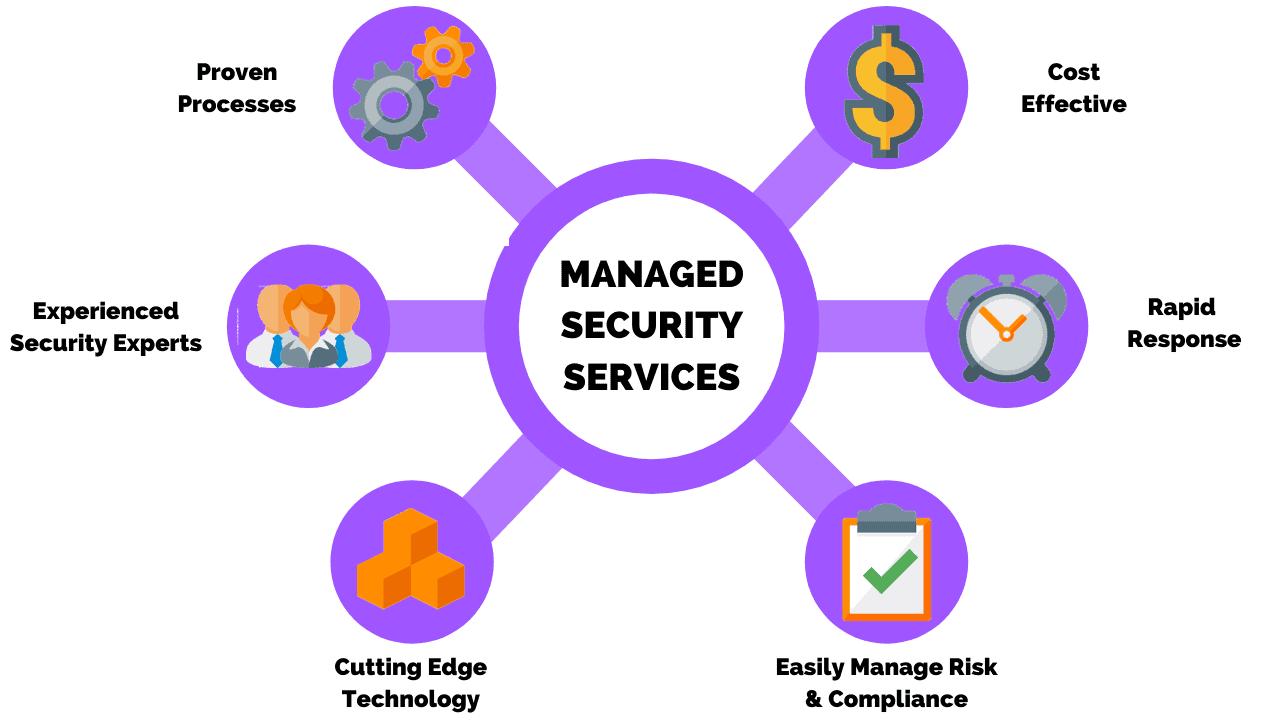 Proven
Processes
Cost
Effective
MANAGED
SECURITY
SERVICES
Experienced
Security Experts
Rapid
Response
Cutting Edge
Technology
Easily Manage Risk
& Compliance